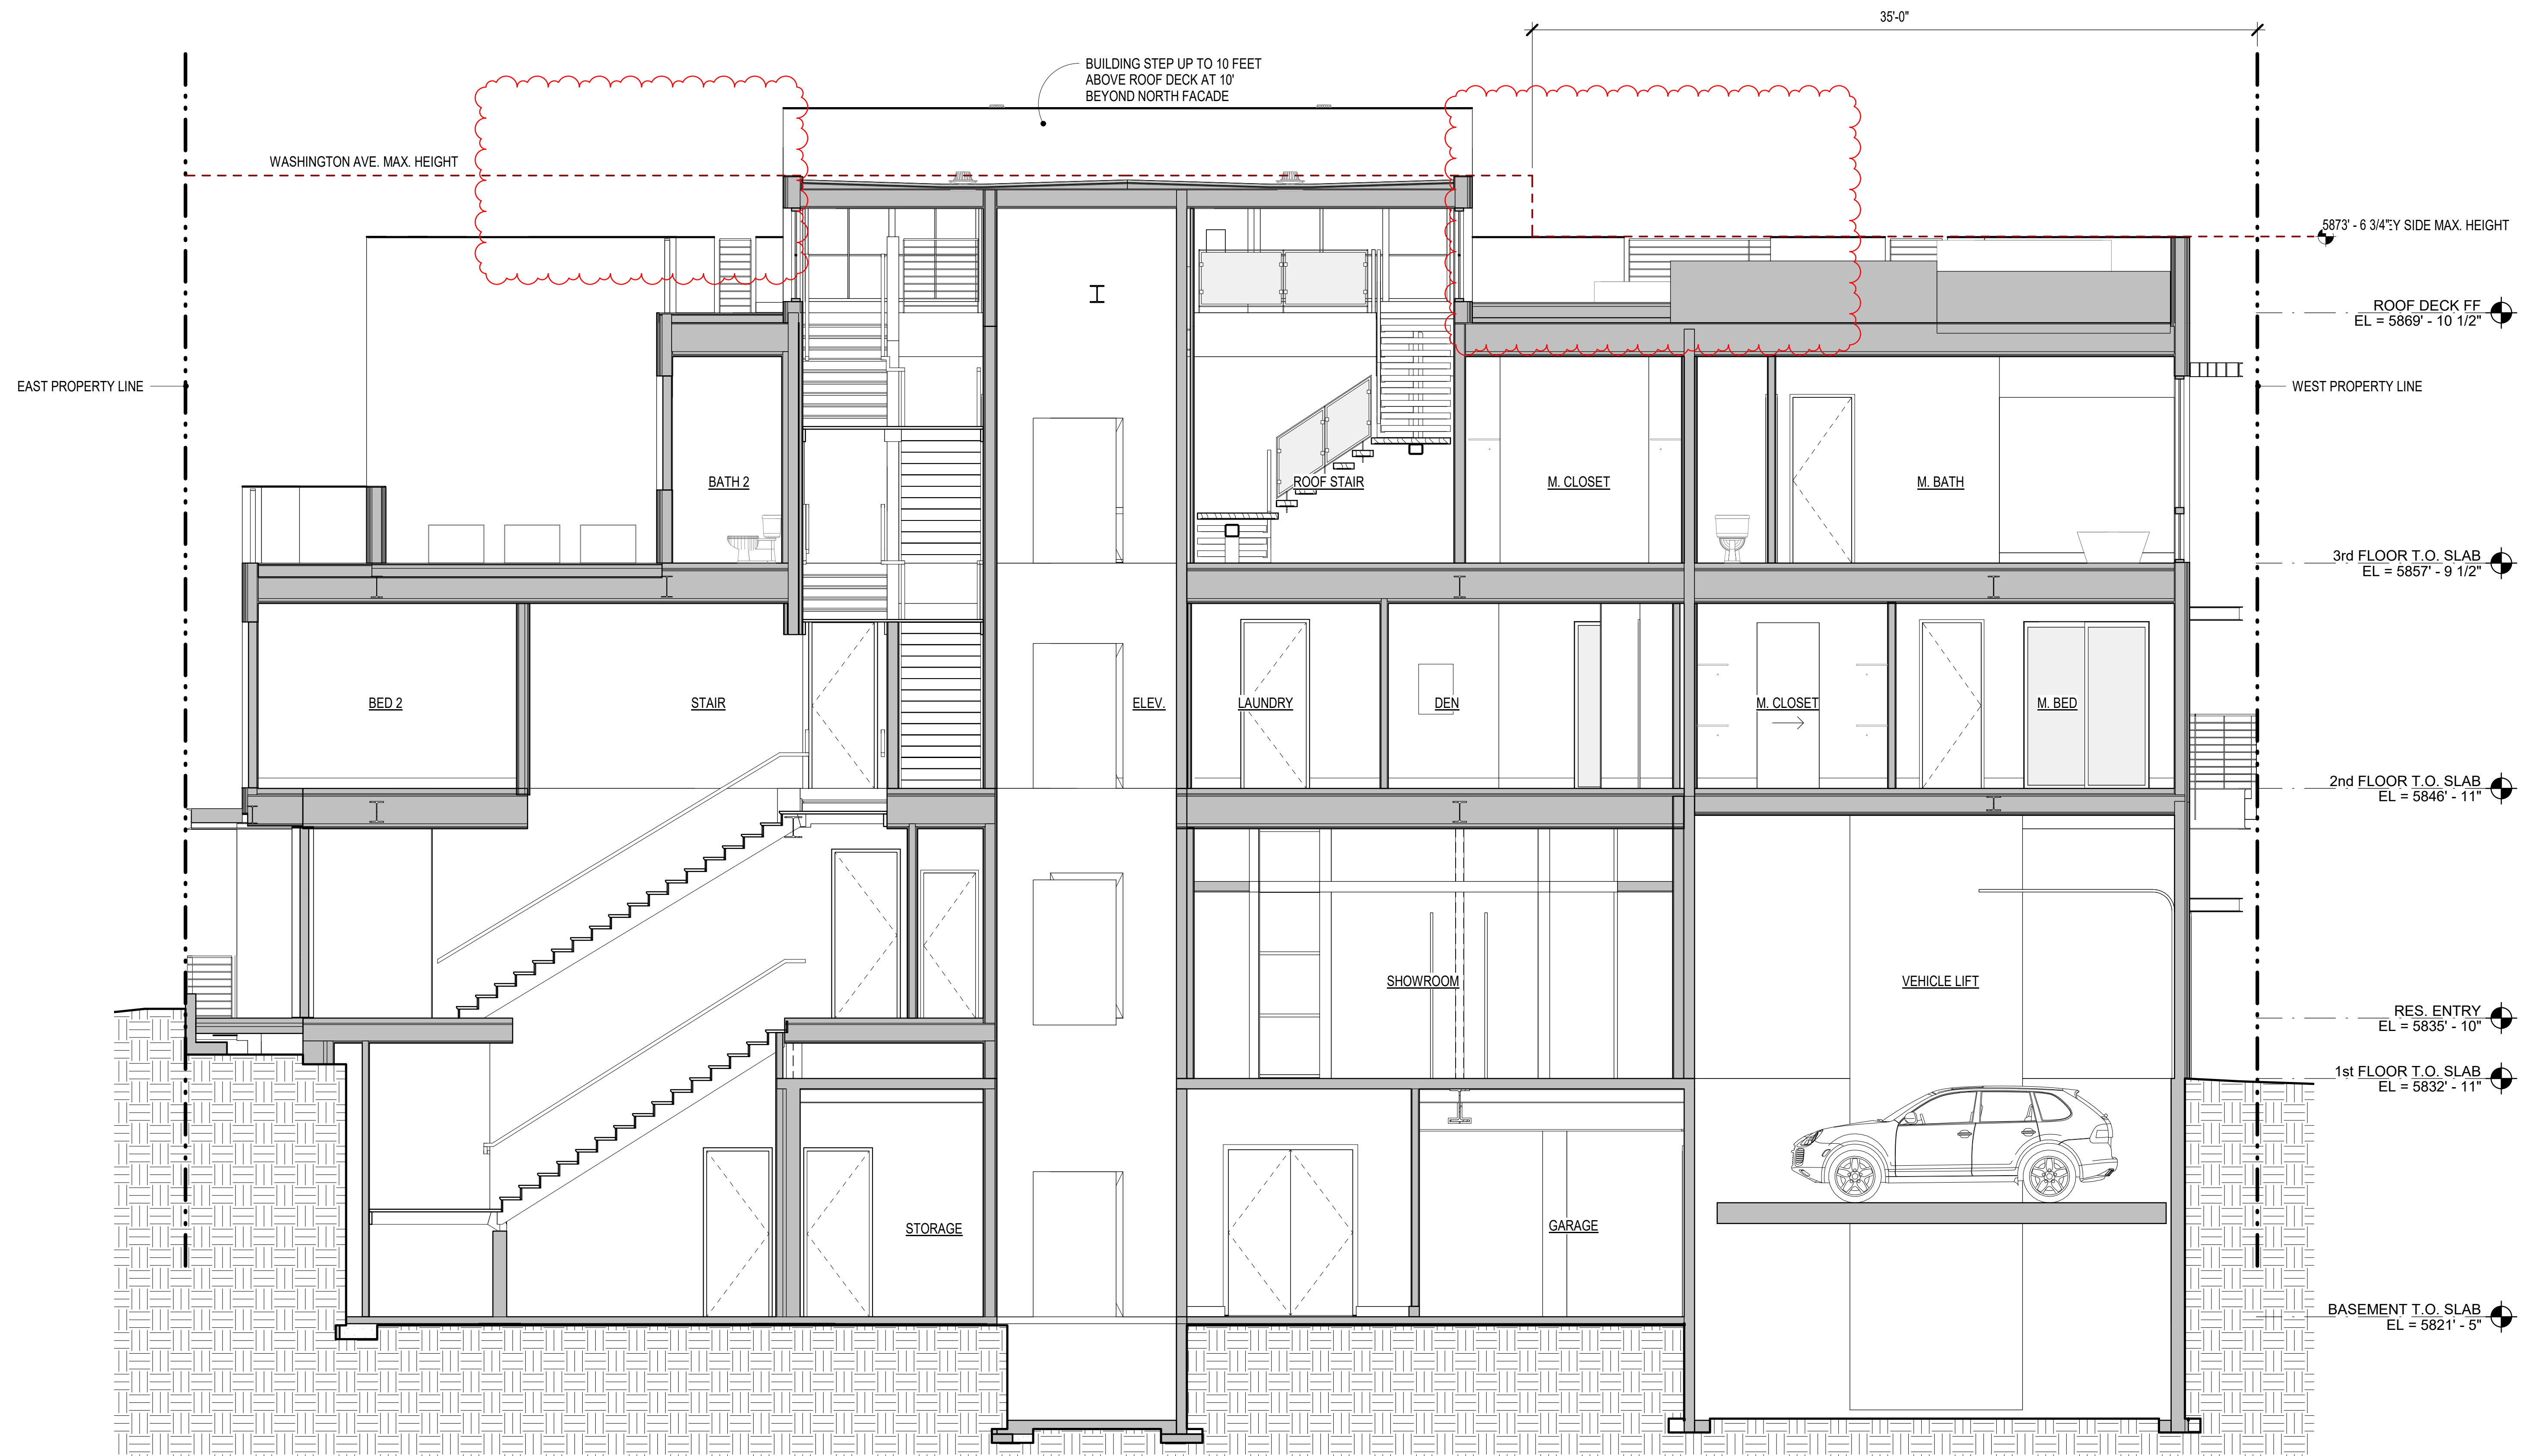 35'-0"
BUILDING STEP UP TO 10 FEET
ABOVE ROOF DECK AT 10'
BEYOND NORTH FACADE
WASHINGTON AVE. MAX. HEIGHT
5873' - 6 3/4"
SIDE MAX. HEIGHT
ROOF DECK FF
EL = 5869' - 10 1/2"
EAST PROPERTY LINE
WEST PROPERTY LINE
BATH 2
ROOF STAIR
M. CLOSET
M. BATH
3rd FLOOR T.O. SLAB
EL = 5857' - 9 1/2"
BED 2
STAIR
ELEV.
LAUNDRY
DEN
M. CLOSET
M. BED
2nd FLOOR T.O. SLAB
EL = 5846' - 11"
SHOWROOM
VEHICLE LIFT
RES. ENTRY
EL = 5835' - 10"
1st FLOOR T.O. SLAB
EL = 5832' - 11"
STORAGE
GARAGE
BASEMENT T.O. SLAB
EL = 5821' - 5"